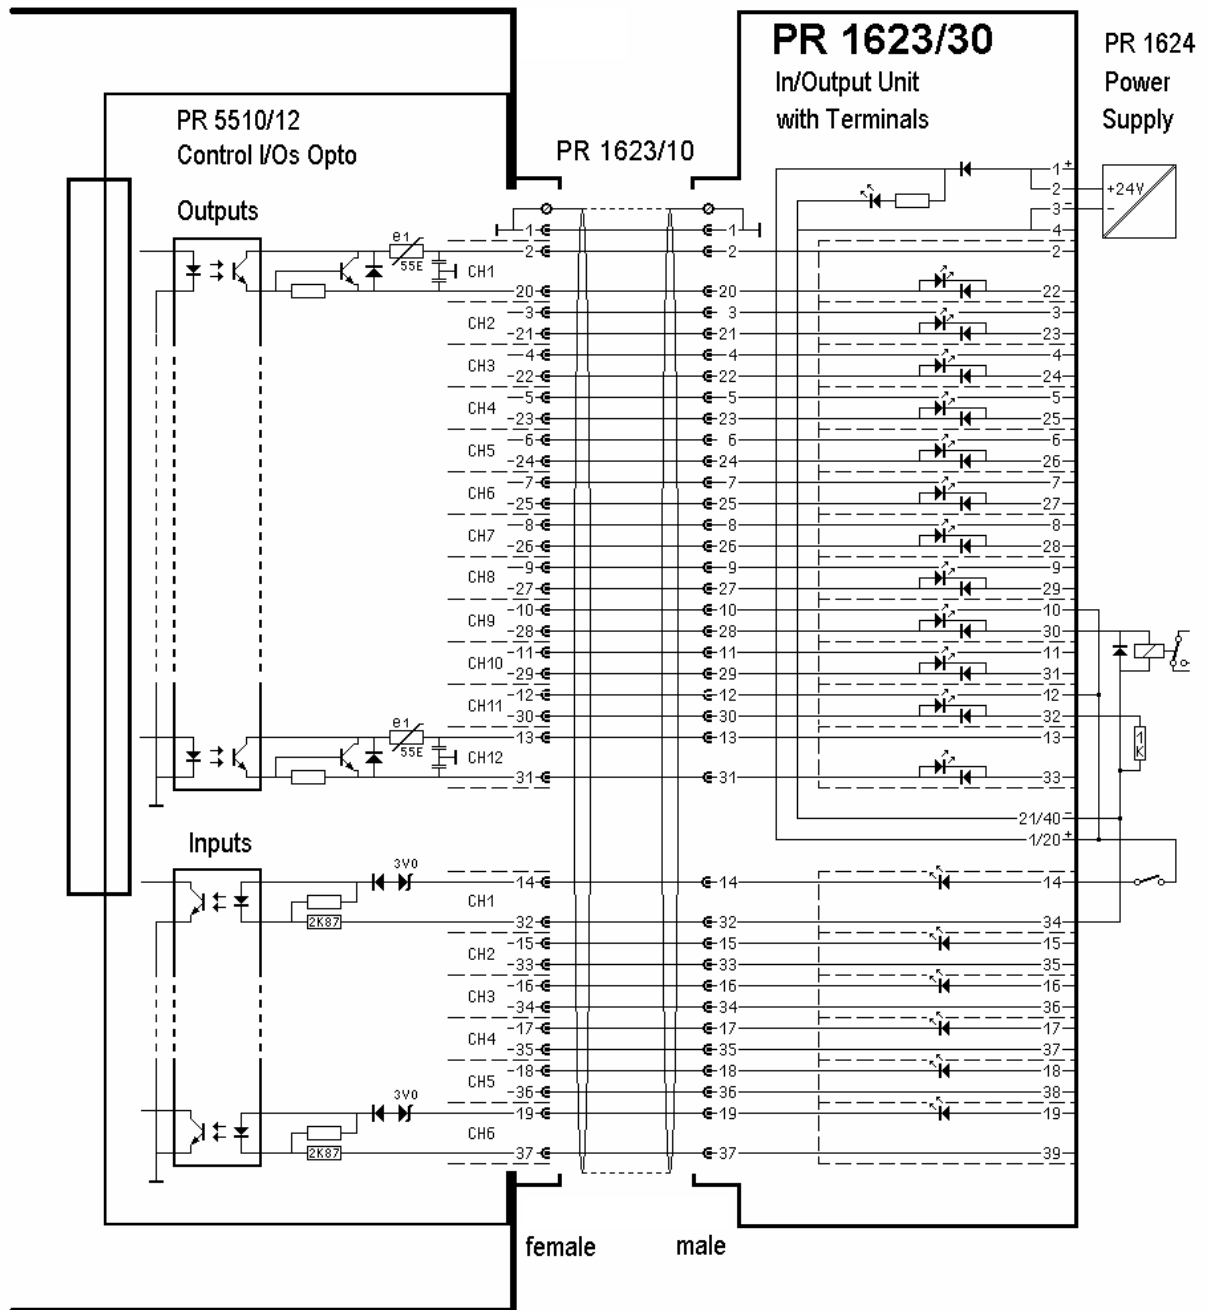 PR 1623/30
In/Output Unit
with Terminals
PR 1624
Power
Supply
PR 5510/12
Control I/Os Opto
PR 1623/10
Outputs
1 +
2
3 -
4
+24V
-
1 1
e1
55E
2 CH1 2 2
20 20 22
3 CH2 3 3
21 21 23
4 CH3 4 4
22 22 24
5 CH4 5 5
23 23 25
6 CH5 6 6
24 24 26
7 CH6 7 7
25 25 27
8 CH7 8 8
26 26 28
9 CH8 9 9
27 27 29
10 CH9 10 10
28 28 30
11 CH10 11 11
29 29 31
12 CH11 12 12
30 30 32
1K
e1
55E
13 CH12 13 13
31 31 33
21/40 -
1/20 +
Inputs
3V0
14 CH1 14 14
2K87
32 32 34
15 CH2 15 15
33 33 35
16 CH3 16 16
34 34 36
17 CH4 17 17
35 35 37
18 CH5 18 18
36 36 38
3V0
19 CH6 19 19
2K87
37 37 39
female male